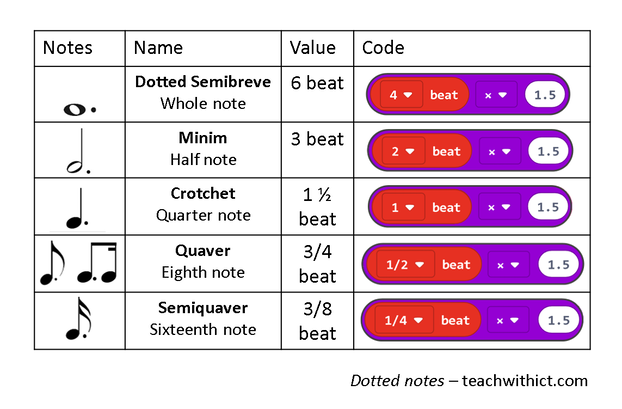 Notes Name Value Code
Dotted Semibreve 6 beat 4 beat × 1.5
Whole note
Minim 3 beat 2 beat × 1.5
Half note
Crotchet 1 ½ 1 beat × 1.5
Quarter note beat
Quaver 3/4 1/2 beat × 1.5
Eighth note beat
Semiquaver 3/8 1/4 beat × 1.5
Sixteenth note beat
Dotted notes – teachwithict.com